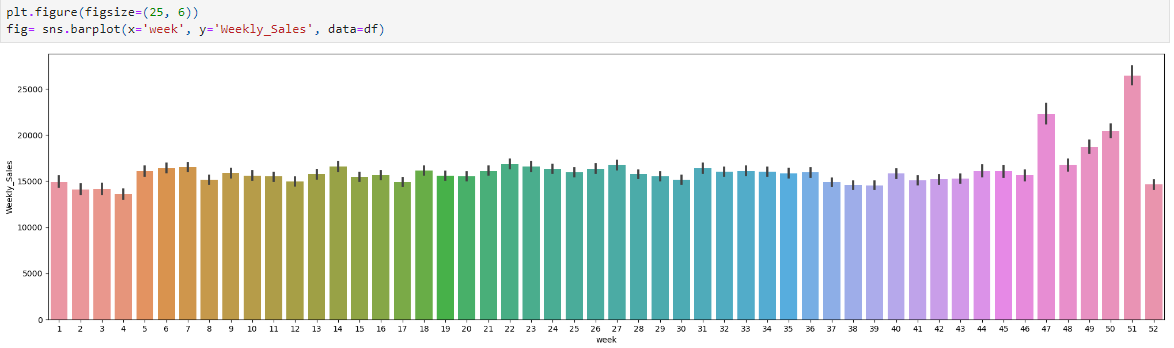 plt.figure(figsize=(25, 6))
fig= sns.barplot(x='week', y='Weekly_Sales', data=df)
25000
20000
15000
10000
5000
0
Weekly_Sales
1 2 3 4 5 6 7 8 9 10 11 12 13 14 15 16 17 18 19 20 21 22 23 24 25 26 27 28 29 30 31 32 33 34 35 36 37 38 39 40 41 42 43 44 45 46 47 48 49 50 51 52
week